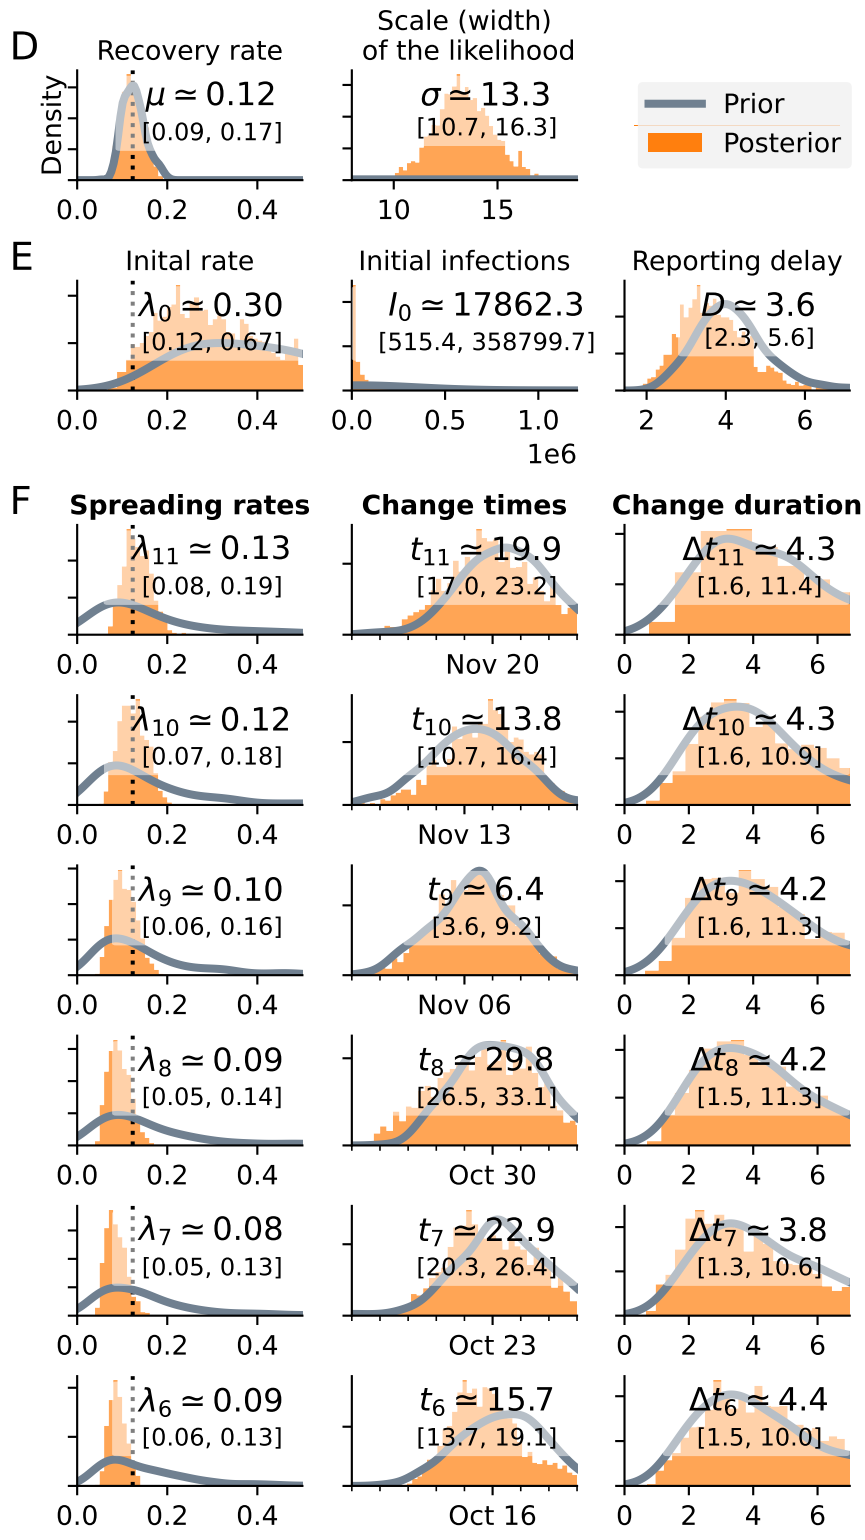 D
Recovery rate
Scale (width)
of the likelihood
Density
μ ≃ 0.12
[0.09, 0.17]
σ ≃ 13.3
[10.7, 16.3]
Prior
Posterior
0.0 0.2 0.4
10 15
E
Inital rate
Initial infections
Reporting delay
λ0 ≃ 0.30
[0.12, 0.67]
I0 ≃ 17862.3
[515.4, 358799.7]
D ≃ 3.6
[2.3, 5.6]
0.0 0.2 0.4
0.0 0.5 1.0
1e6
2 4 6
F
Spreading rates
Change times
Change duration
λ11 ≃ 0.13
[0.08, 0.19]
t11 ≃ 19.9
[17.0, 23.2]
Δt11 ≃ 4.3
[1.6, 11.4]
0.0 0.2 0.4
Nov 20
0 2 4 6
λ10 ≃ 0.12
[0.07, 0.18]
t10 ≃ 13.8
[10.7, 16.4]
Δt10 ≃ 4.3
[1.6, 10.9]
0.0 0.2 0.4
Nov 13
0 2 4 6
λ9 ≃ 0.10
[0.06, 0.16]
t9 ≃ 6.4
[3.6, 9.2]
Δt9 ≃ 4.2
[1.6, 11.3]
0.0 0.2 0.4
Nov 06
0 2 4 6
λ8 ≃ 0.09
[0.05, 0.14]
t8 ≃ 29.8
[26.5, 33.1]
Δt8 ≃ 4.2
[1.5, 11.3]
0.0 0.2 0.4
Oct 30
0 2 4 6
λ7 ≃ 0.08
[0.05, 0.13]
t7 ≃ 22.9
[20.3, 26.4]
Δt7 ≃ 3.8
[1.3, 10.6]
0.0 0.2 0.4
Oct 23
0 2 4 6
λ6 ≃ 0.09
[0.06, 0.13]
t6 ≃ 15.7
[13.7, 19.1]
Δt6 ≃ 4.4
[1.5, 10.0]
0.0 0.2 0.4
Oct 16
0 2 4 6